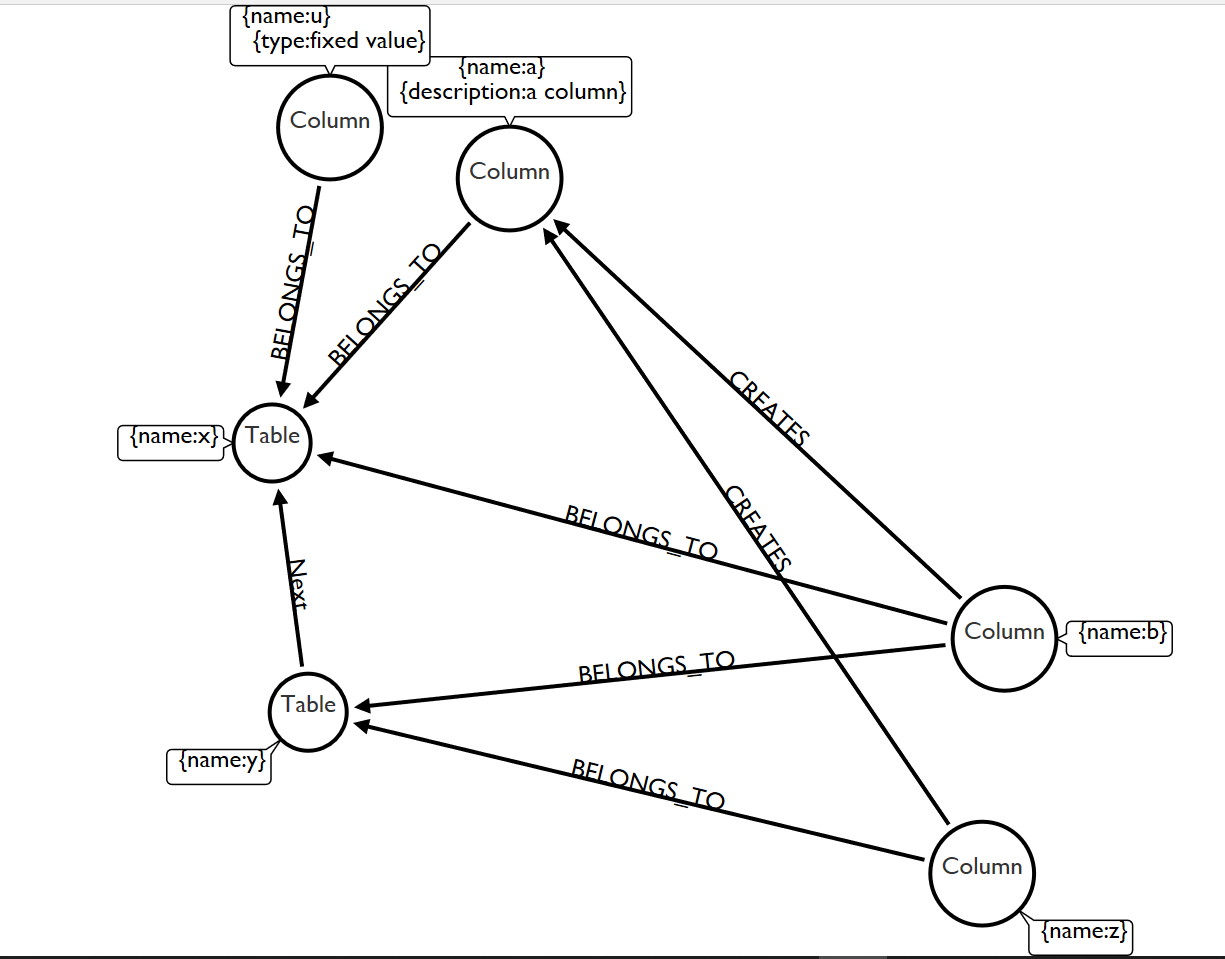 {name:u}
{type:fixed value}
{name:a}
{description:a column}
Column
Column
BELONGS_TO
BELONGS_TO
CREATES
{name:x}
Table
CREATES
BELONGS_TO
Next
Column
{name:b}
BELONGS_TO
Table
{name:y}
BELONGS_TO
Column
{name:z}